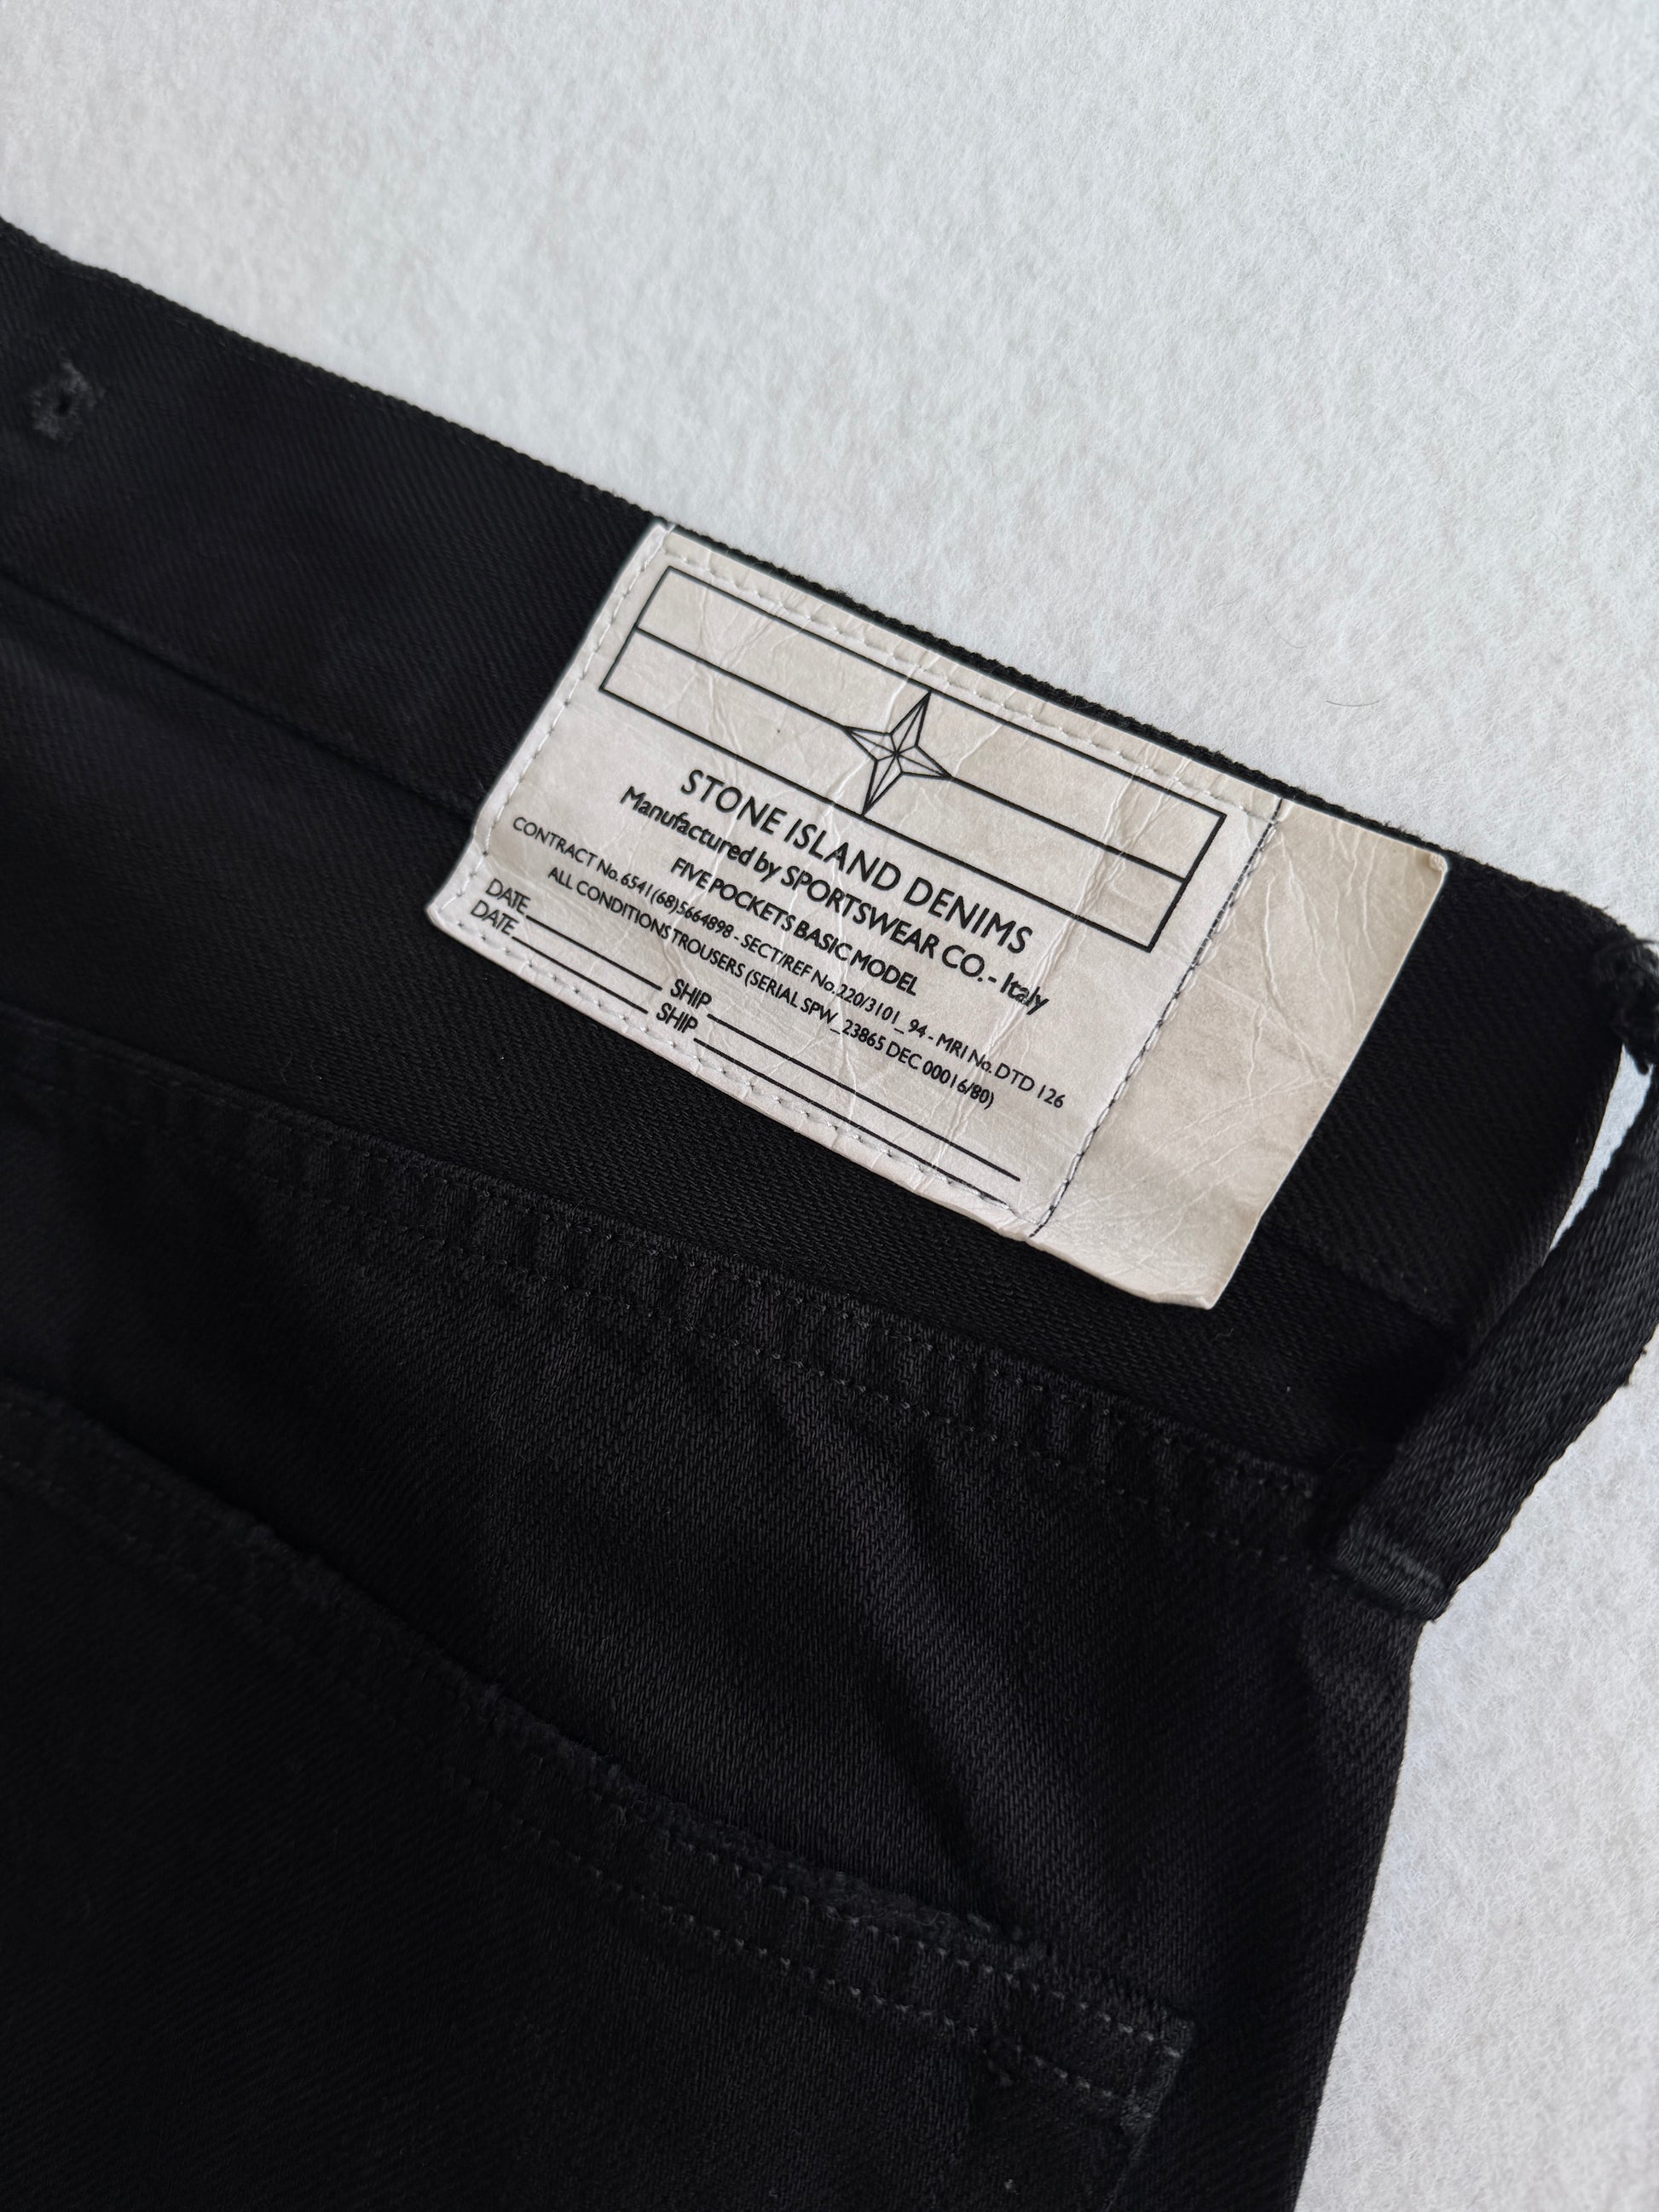 STONE ISLAND DENIMS
Manufactured by SPORTSWEAR CO. - Italy
FIVE POCKETS BASIC MODEL
CONTRACT No. 6541 (68)5664898 - SECT/REF No. 220/3101_94 - MRI No. DTD 126
ALL CONDITIONS TROUSERS (SERIAL SPW_23865 DEC 00016/80)
DATE SHIP
DATE SHIP